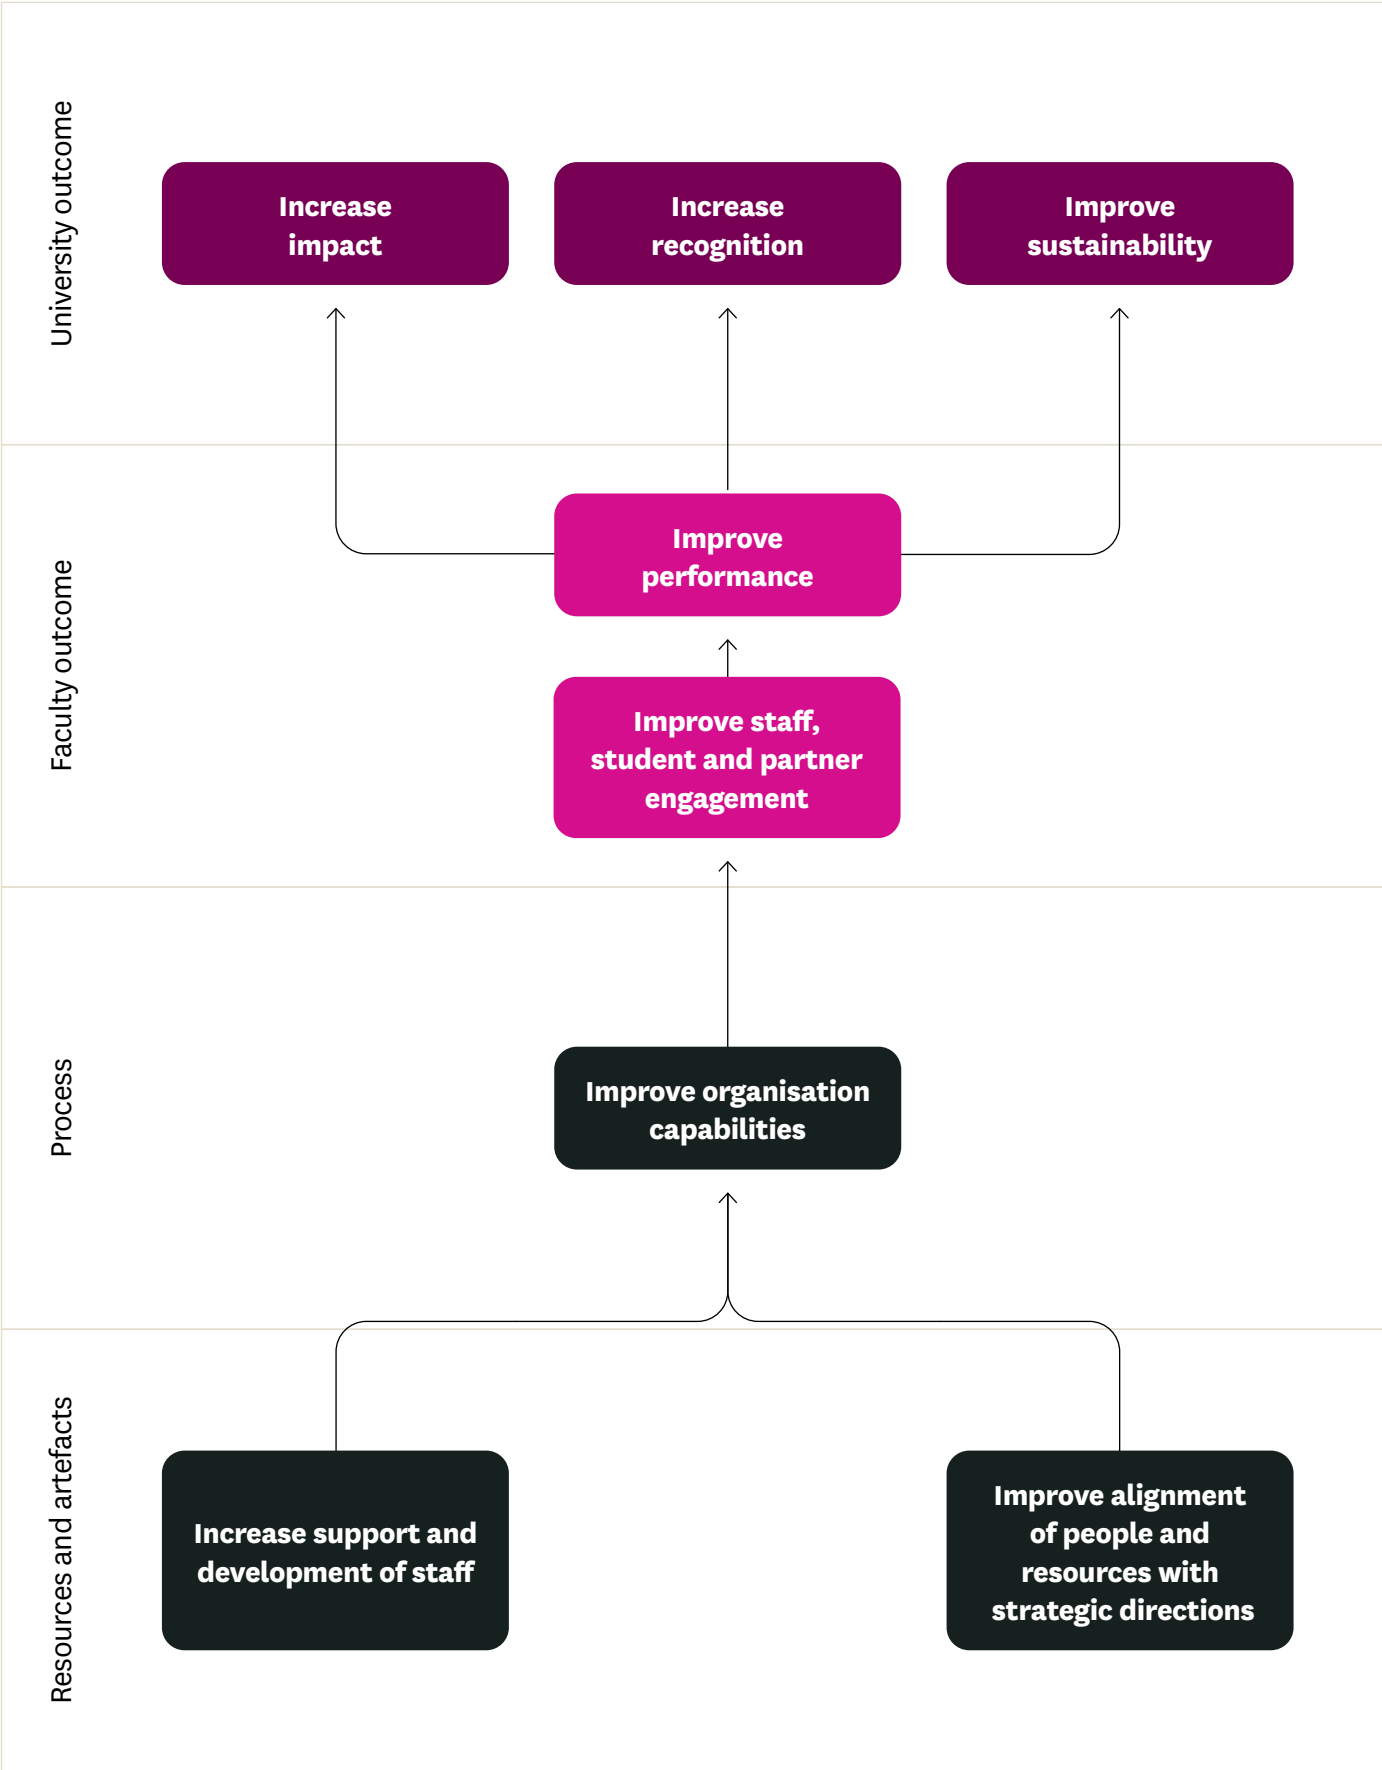 University outcome
Increase
impact
Increase
recognition
Improve
sustainability
Faculty outcome
Improve
performance
Improve staff,
student and partner
engagement
Process
Improve organisation
capabilities
Resources and artefacts
Increase support and
development of staff
Improve alignment
of people and
resources with
strategic directions